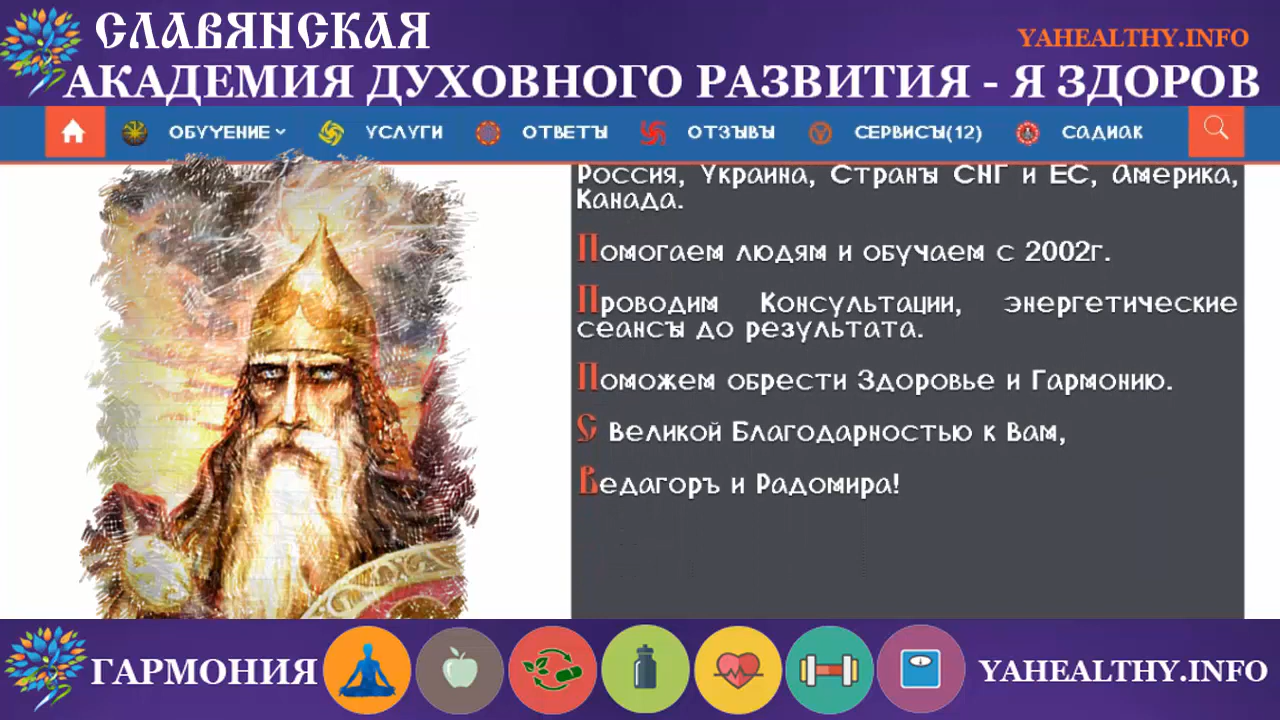 СЛАВЯНСКАЯ
YAHEALTHY.INFO
АКАДЕМИЯ ДУХОВНОГО РАЗВИТИЯ - Я ЗДОРОВ
ОБУЧЕНИЕ УСЛУГИ ОТВЕТЫ ОТЗЫВЫ СЕРВИСЫ(12) САДИАК
Россия, Украина, Страны СНГ и ЕС, Америка,
Канада.
Помогаем людям и обучаем с 2002г.
Проводим Консультации, энергетические
сеансы до результата.
Поможем обрести Здоровье и Гармонию.
С Великой Благодарностью к Вам,
Ведагоръ и Радомира!
ГАРМОНИЯ
YAHEALTHY.INFO